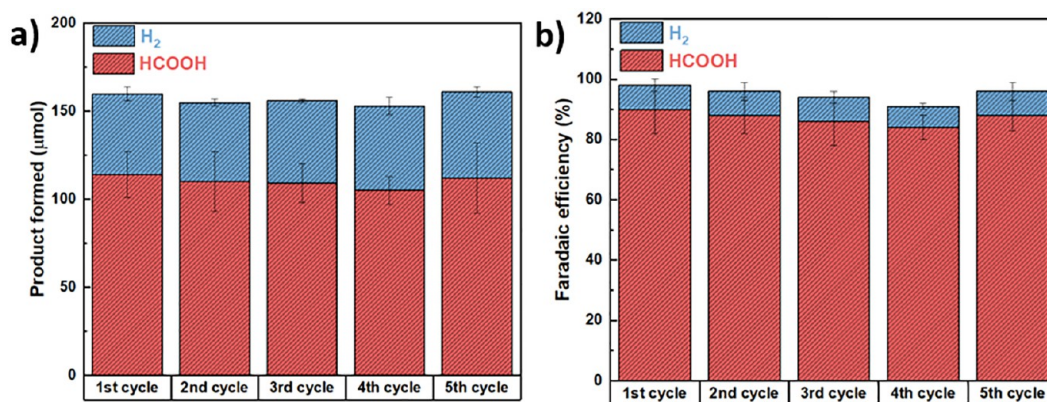 a)
H₂
HCOOH
Product formed (μmol)
200
150
100
50
0
1st cycle 2nd cycle 3rd cycle 4th cycle 5th cycle
b)
H₂
HCOOH
Faradaic efficiency (%)
120
100
80
60
40
20
0
1st cycle 2nd cycle 3rd cycle 4th cycle 5th cycle